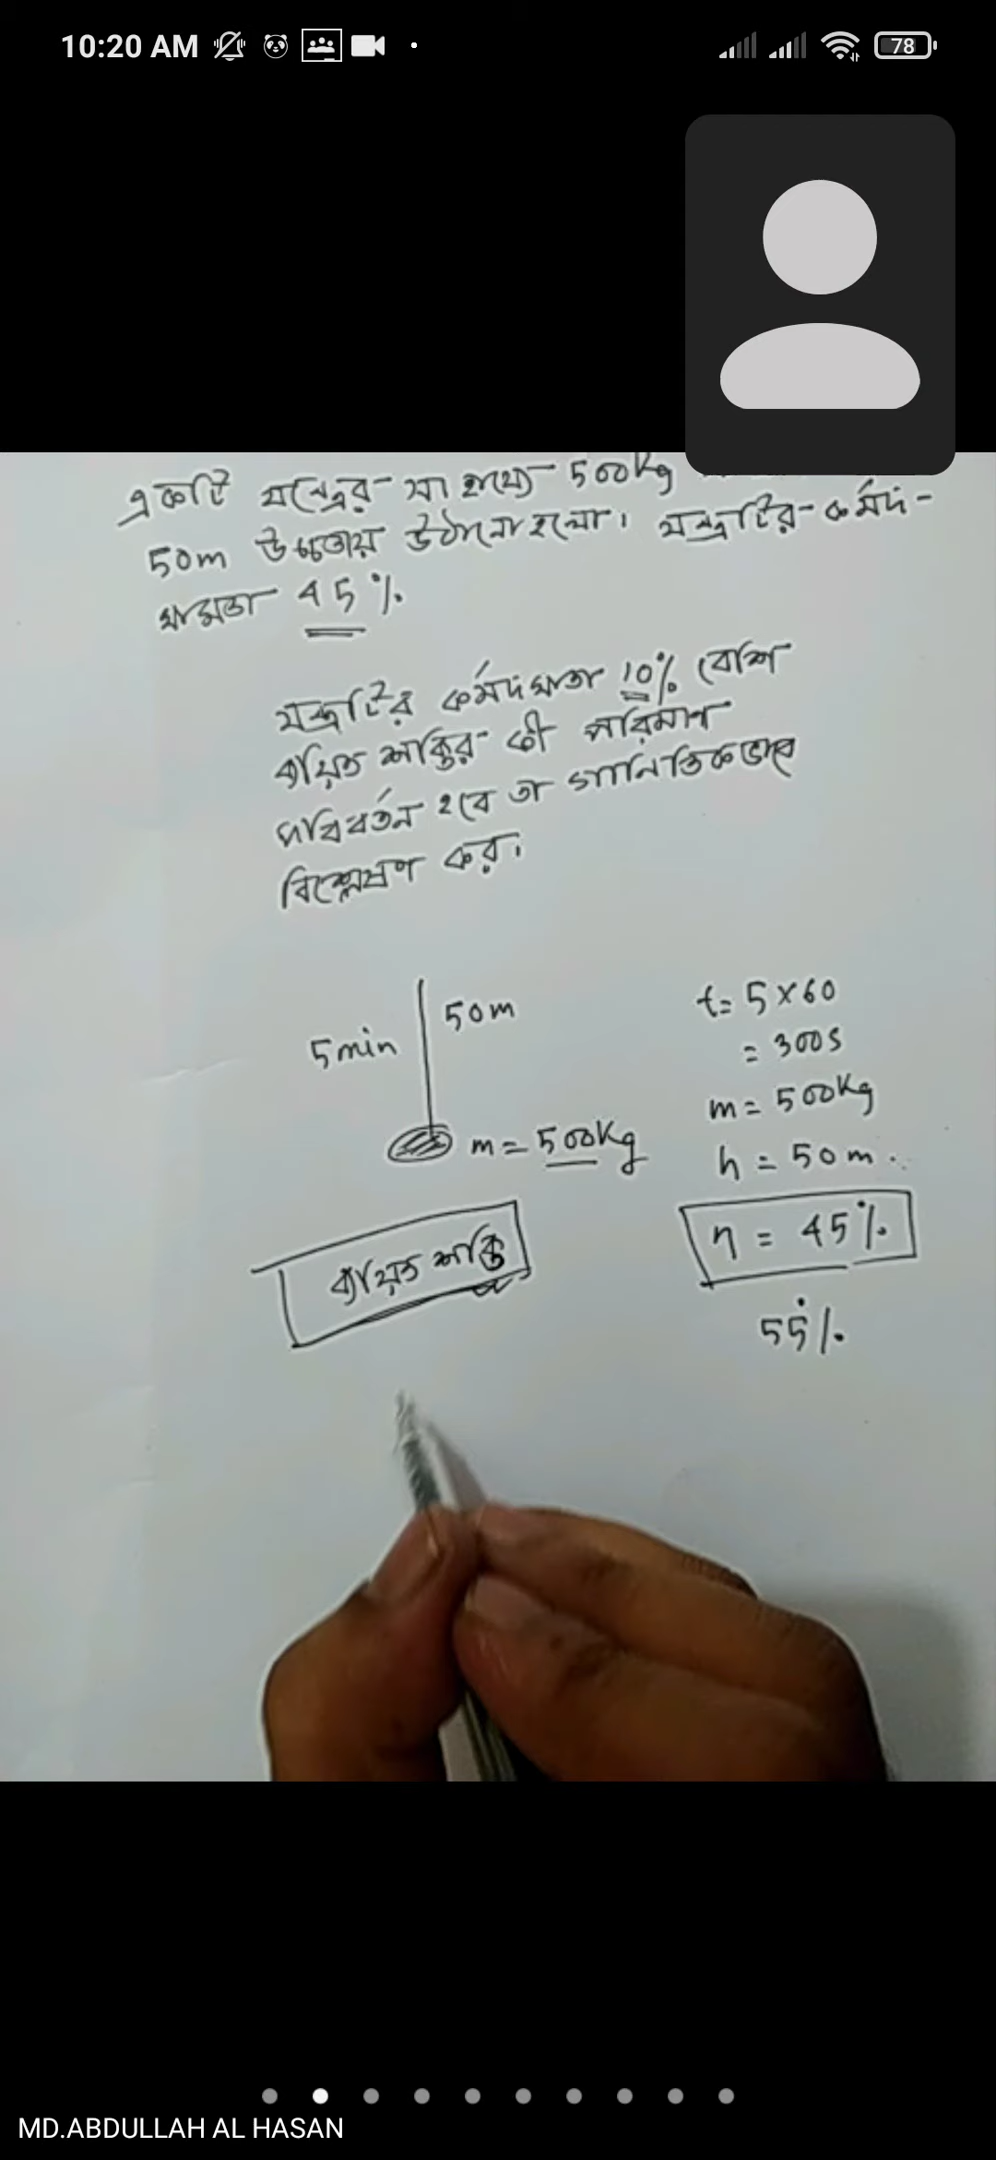 10:20 AM
78
একটি যন্ত্রের সাহায্যে 500kg
50m উচ্চতায় উঠানো হলো। যন্ত্রটির কর্মদ-
ক্ষমতা 45%.
যন্ত্রটির কর্মদক্ষতা 10% বেশি
ব্যয়িত শক্তির কী পরিমাণ
পরিবর্তন হবে তা গানিতিকভাবে
বিশ্লেষণ কর।
5min 50m
m = 500kg
t = 5×60
= 300s
m = 500kg
h = 50m.
η = 45%.
55%.
ব্যয়িত শক্তি
MD.ABDULLAH AL HASAN